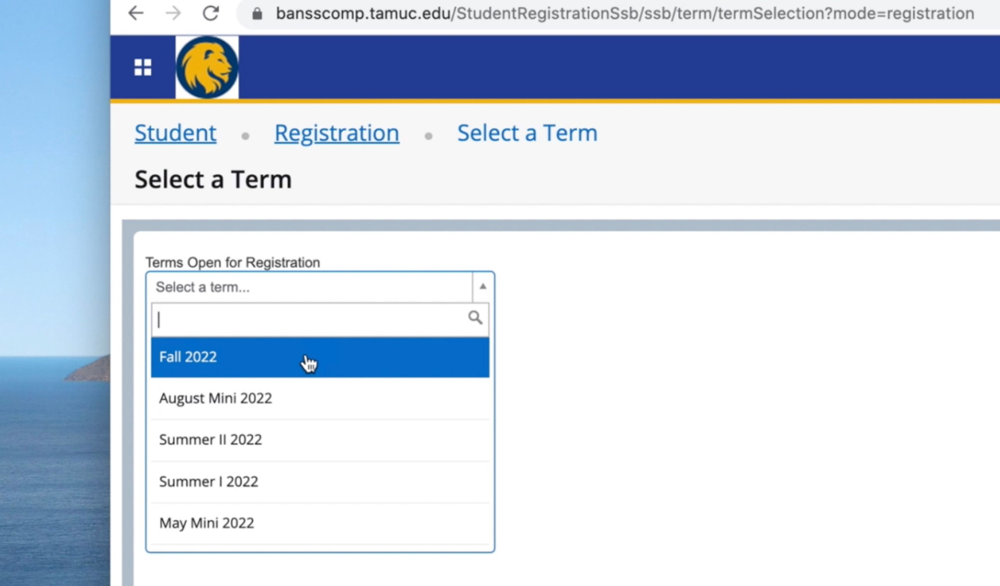 bansscomp.tamuc.edu/StudentRegistrationSsb/ssb/term/termSelection?mode=registration
Student • Registration • Select a Term
Select a Term
Terms Open for Registration
Select a term...
Fall 2022
August Mini 2022
Summer II 2022
Summer I 2022
May Mini 2022